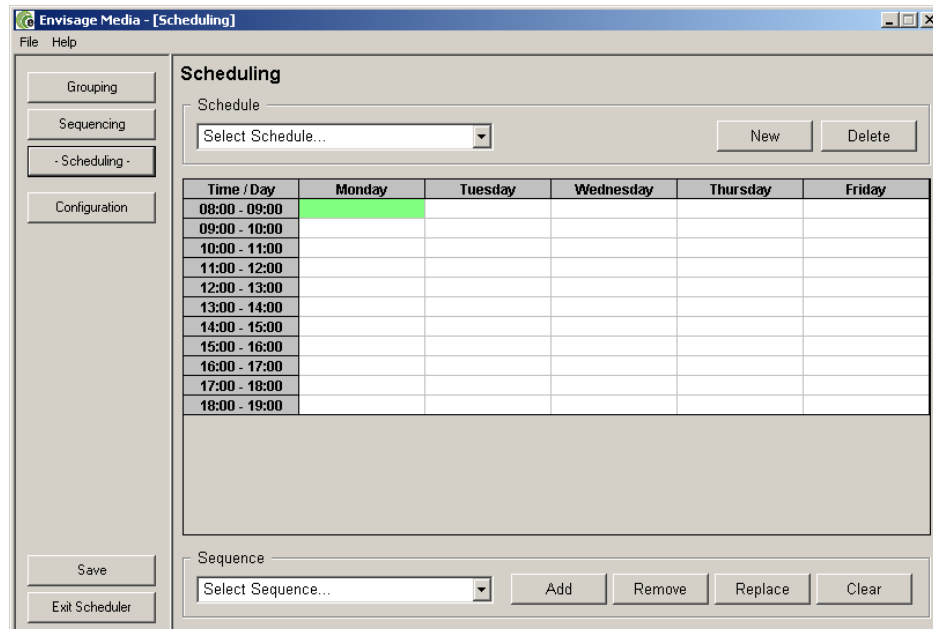 Envisage Media - [Scheduling]
File Help
Grouping
Sequencing
- Scheduling -
Configuration
Save
Exit Scheduler
Scheduling
Schedule
Select Schedule...
New Delete
Time / Day Monday Tuesday Wednesday Thursday Friday
08:00 - 09:00
09:00 - 10:00
10:00 - 11:00
11:00 - 12:00
12:00 - 13:00
13:00 - 14:00
14:00 - 15:00
15:00 - 16:00
16:00 - 17:00
17:00 - 18:00
18:00 - 19:00
Sequence
Select Sequence... Add Remove Replace Clear